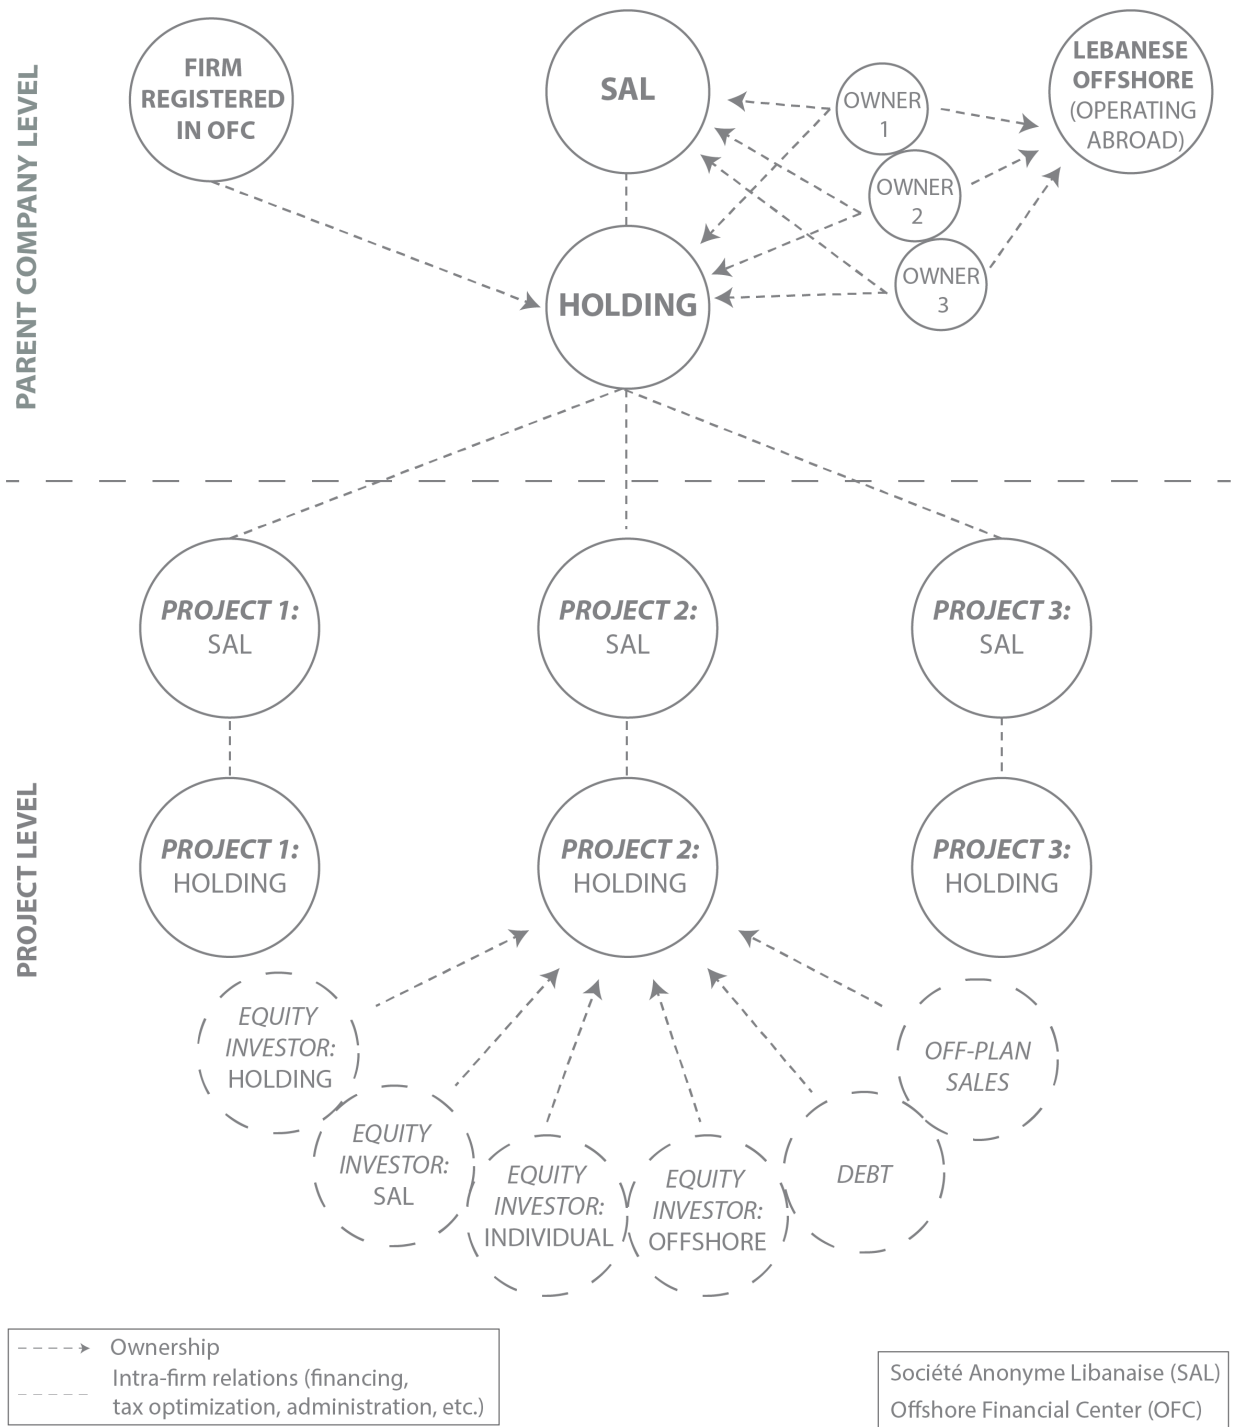 PARENT COMPANY LEVEL
FIRM
REGISTERED
IN OFC
SAL
OWNER
1
OWNER
2
OWNER
3
LEBANESE
OFFSHORE
(OPERATING
ABROAD)
HOLDING
PROJECT LEVEL
PROJECT 1:
SAL
PROJECT 2:
SAL
PROJECT 3:
SAL
PROJECT 1:
HOLDING
PROJECT 2:
HOLDING
PROJECT 3:
HOLDING
EQUITY
INVESTOR:
HOLDING
EQUITY
INVESTOR:
SAL
EQUITY
INVESTOR:
INDIVIDUAL
EQUITY
INVESTOR:
OFFSHORE
DEBT
OFF-PLAN
SALES
Ownership
Intra-firm relations (financing,
tax optimization, administration, etc.)
Société Anonyme Libanaise (SAL)
Offshore Financial Center (OFC)